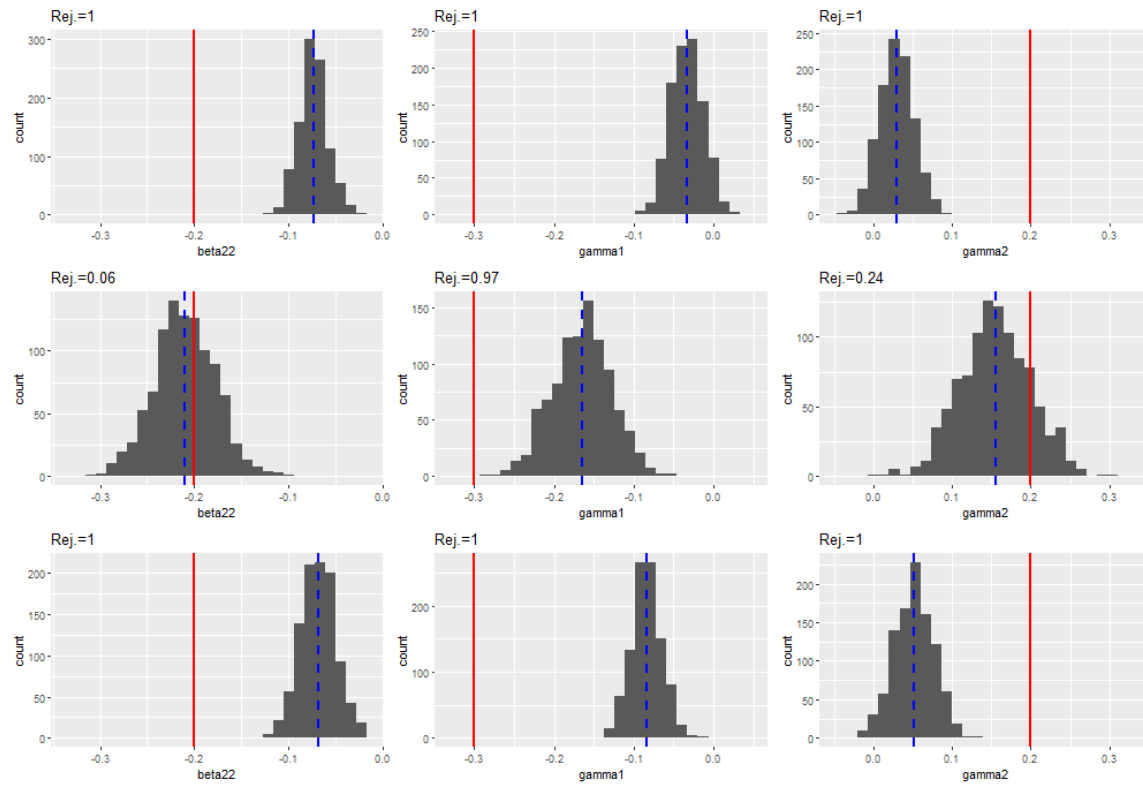 Rej.=1
Rej.=1
Rej.=1
300
200
100
0
count
-0.3
-0.2
-0.1
0.0
beta22
250
200
150
100
50
0
count
-0.3
-0.2
-0.1
0.0
gamma1
250
200
150
100
50
0
count
0.0
0.1
0.2
0.3
gamma2
Rej.=0.06
Rej.=0.97
Rej.=0.24
100
50
0
count
-0.3
-0.2
-0.1
0.0
beta22
150
100
50
0
count
-0.3
-0.2
-0.1
0.0
gamma1
100
50
0
count
0.0
0.1
0.2
0.3
gamma2
Rej.=1
Rej.=1
Rej.=1
200
150
100
50
0
count
-0.3
-0.2
-0.1
0.0
beta22
200
100
0
count
-0.3
-0.2
-0.1
0.0
gamma1
200
150
100
50
0
count
0.0
0.1
0.2
0.3
gamma2